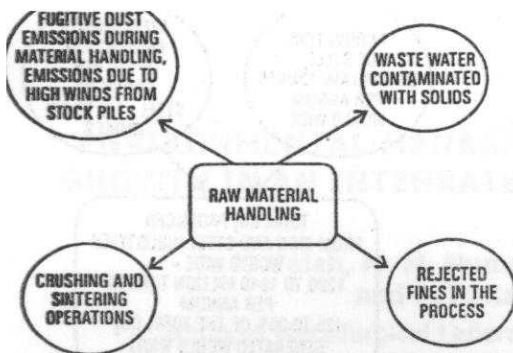 FUGITIVE DUST
EMISSIONS DURING
MATERIAL HANDLING,
EMISSIONS DUE TO
HIGH WINDS FROM
STOCK PILES
WASTE WATER
CONTAMINATED
WITH SOLIDS
RAW MATERIAL
HANDLING
CRUSHING AND
SINTERING
OPERATIONS
REJECTED
FINES IN THE
PROCESS